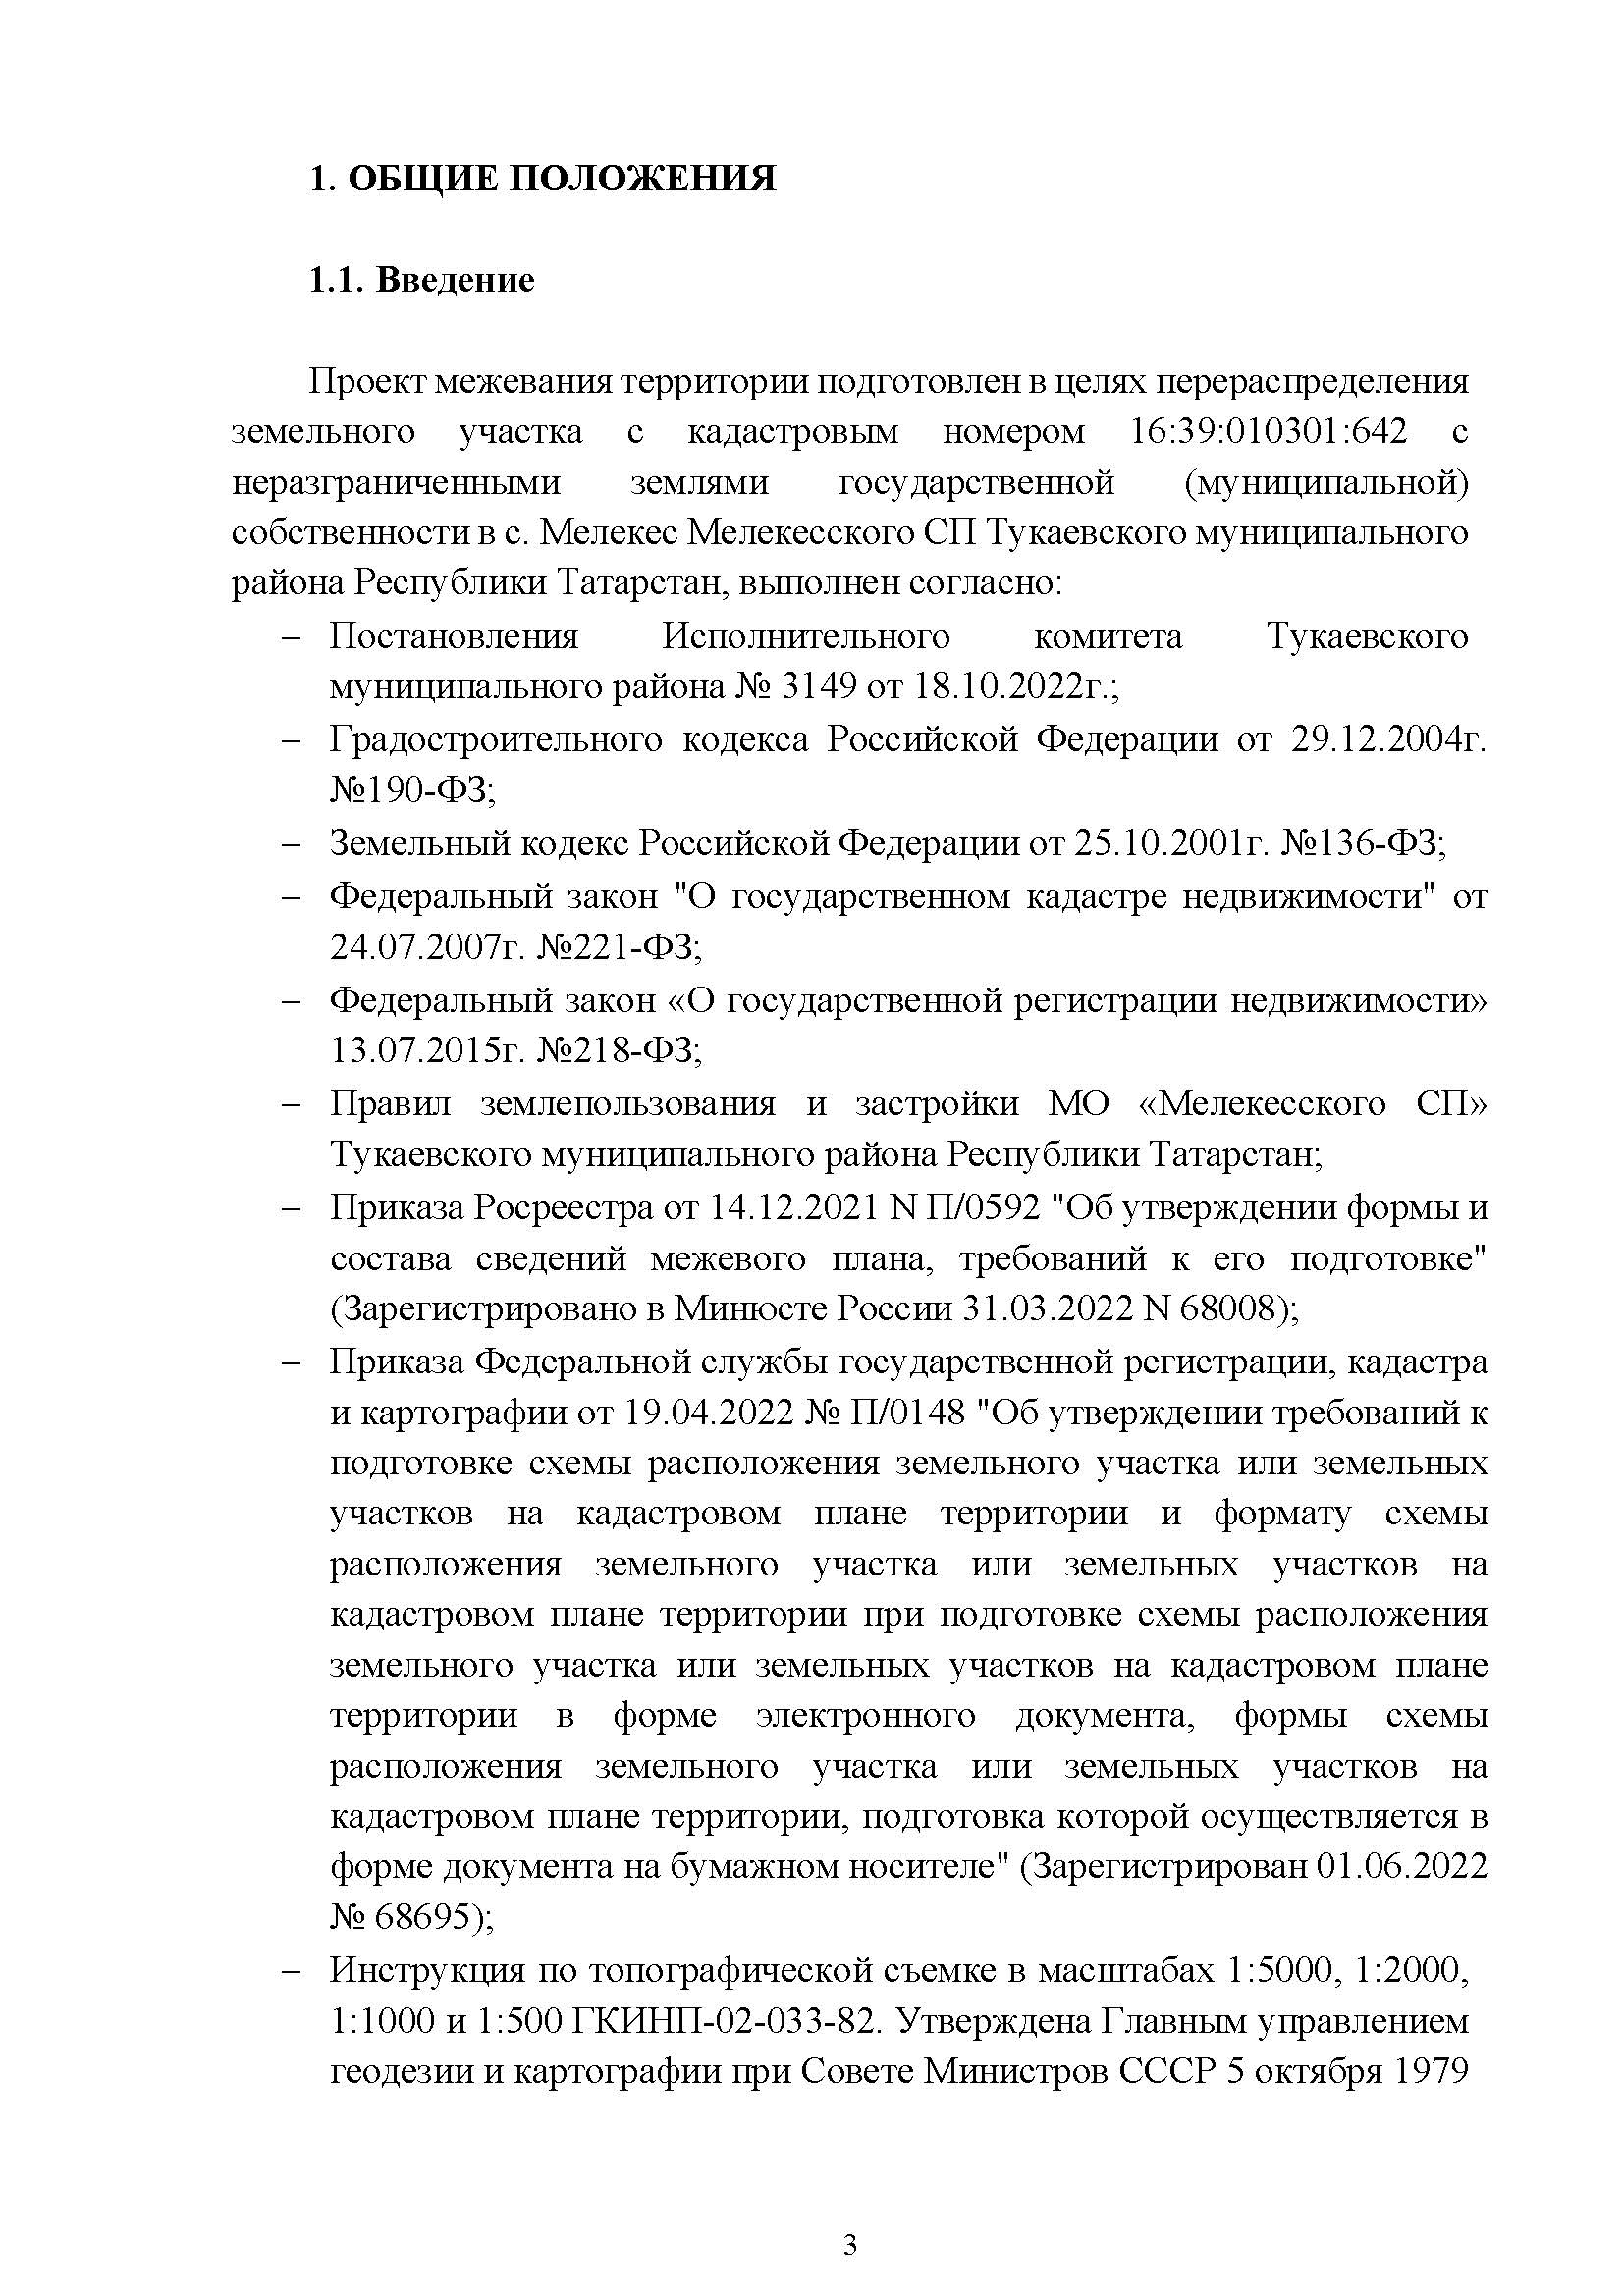 1. ОБЩИЕ ПОЛОЖЕНИЯ
1.1. Введение
Проект межевания территории подготовлен в целях перераспределения
земельного участка с кадастровым номером 16:39:010301:642 с
неразграниченными землями государственной (муниципальной)
собственности в с. Мелекес Мелекесского СП Тукаевского муниципального
района Республики Татарстан, выполнен согласно:
– Постановления Исполнительного комитета Тукаевского
муниципального района № 3149 от 18.10.2022г.;
– Градостроительного кодекса Российской Федерации от 29.12.2004г.
№190-ФЗ;
– Земельный кодекс Российской Федерации от 25.10.2001г. №136-ФЗ;
– Федеральный закон "О государственном кадастре недвижимости" от
24.07.2007г. №221-ФЗ;
– Федеральный закон «О государственной регистрации недвижимости»
13.07.2015г. №218-ФЗ;
– Правил землепользования и застройки МО «Мелекесского СП»
Тукаевского муниципального района Республики Татарстан;
– Приказа Росреестра от 14.12.2021 N П/0592 "Об утверждении формы и
состава сведений межевого плана, требований к его подготовке"
(Зарегистрировано в Минюсте России 31.03.2022 N 68008);
– Приказа Федеральной службы государственной регистрации, кадастра
и картографии от 19.04.2022 № П/0148 "Об утверждении требований к
подготовке схемы расположения земельного участка или земельных
участков на кадастровом плане территории и формату схемы
расположения земельного участка или земельных участков на
кадастровом плане территории при подготовке схемы расположения
земельного участка или земельных участков на кадастровом плане
территории в форме электронного документа, формы схемы
расположения земельного участка или земельных участков на
кадастровом плане территории, подготовка которой осуществляется в
форме документа на бумажном носителе" (Зарегистрирован 01.06.2022
№ 68695);
– Инструкция по топографической съемке в масштабах 1:5000, 1:2000,
1:1000 и 1:500 ГКИНП-02-033-82. Утверждена Главным управлением
геодезии и картографии при Совете Министров СССР 5 октября 1979
3